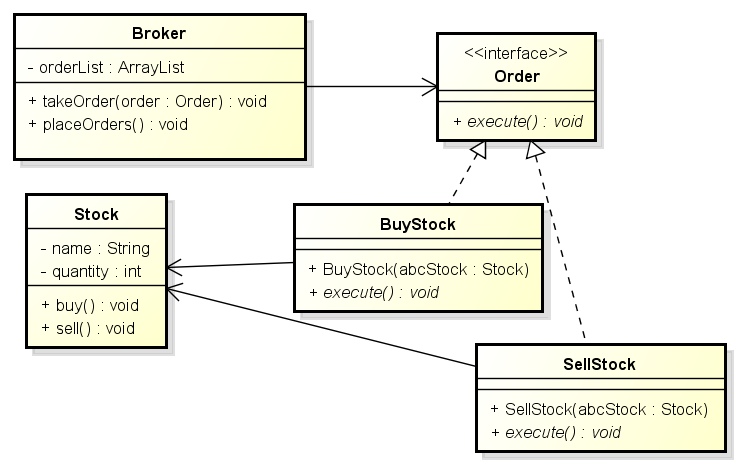 Broker
- orderList : ArrayList
+ takeOrder(order : Order) : void
+ placeOrders() : void
<<interface>>
Order
+ execute() : void
Stock
- name : String
- quantity : int
+ buy() : void
+ sell() : void
BuyStock
+ BuyStock(abcStock : Stock)
+ execute() : void
SellStock
+ SellStock(abcStock : Stock)
+ execute() : void